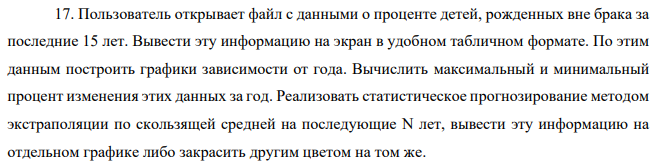 17. Пользователь открывает файл с данными о проценте детей, рожденных вне брака за
последние 15 лет. Вывести эту информацию на экран в удобном табличном формате. По этим
данным построить графики зависимости от года. Вычислить максимальный и минимальный
процент изменения этих данных за год. Реализовать статистическое прогнозирование методом
экстраполяции по скользящей средней на последующие N лет, вывести эту информацию на
отдельном графике либо закрасить другим цветом на том же.